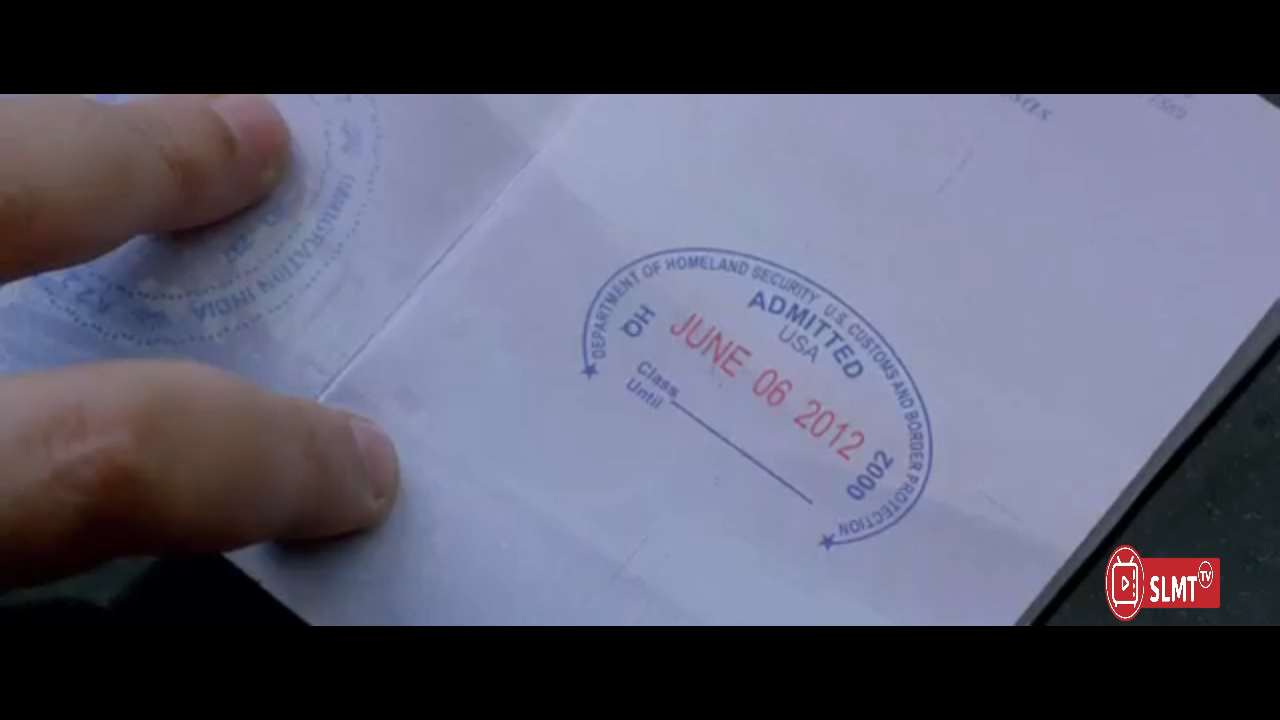 DEPARTMENT OF HOMELAND SECURITY U.S. CUSTOMS AND BORDER PROTECTION
ADMITTED
USA
OH
JUNE 06 2012
0002
Class
Until
IMMIGRATION INDIA
SLMT TV